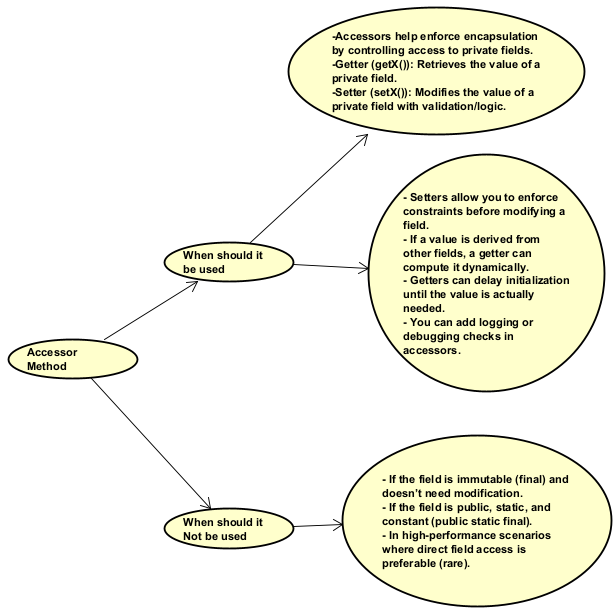 -Accessors help enforce encapsulation
by controlling access to private fields.
-Getter (getX()): Retrieves the value of a
private field.
-Setter (setX()): Modifies the value of a
private field with validation/logic.
- Setters allow you to enforce
constraints before modifying a
field.
- If a value is derived from
other fields, a getter can
compute it dynamically.
- Getters can delay initialization
until the value is actually
needed.
- You can add logging or
debugging checks in
accessors.
When should it
be used
Accessor
Method
When should it
Not be used
- If the field is immutable (final) and
doesn't need modification.
- If the field is public, static, and
constant (public static final).
- In high-performance scenarios
where direct field access is
preferable (rare).